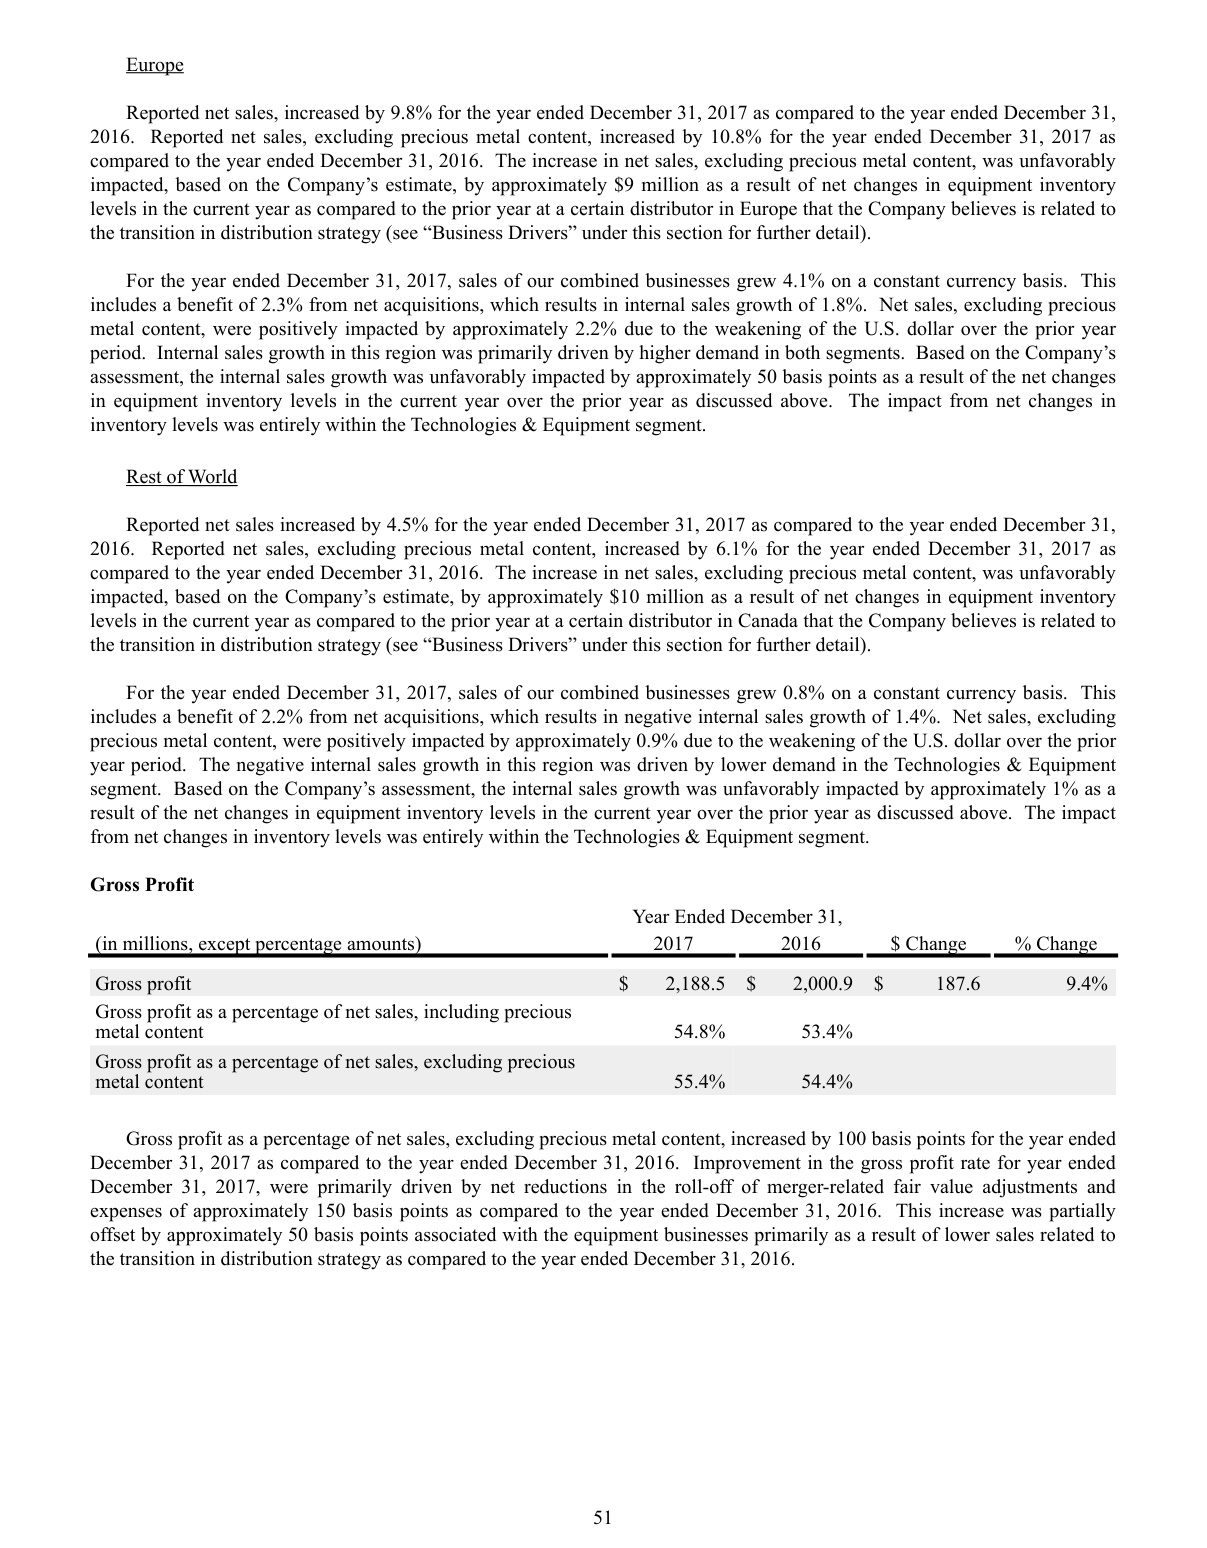 Europe
Reported net sales, increased by 9.8% for the year ended December 31, 2017 as compared to the year ended December 31,
2016.  Reported net sales, excluding precious metal content, increased by 10.8% for the year ended December 31, 2017 as
compared to the year ended December 31, 2016.  The increase in net sales, excluding precious metal content, was unfavorably
impacted, based on the Company’s estimate, by approximately $9 million as a result of net changes in equipment inventory
levels in the current year as compared to the prior year at a certain distributor in Europe that the Company believes is related to
the transition in distribution strategy (see “Business Drivers” under this section for further detail).
For the year ended December 31, 2017, sales of our combined businesses grew 4.1% on a constant currency basis.  This
includes a benefit of 2.3% from net acquisitions, which results in internal sales growth of 1.8%.  Net sales, excluding precious
metal content, were positively impacted by approximately 2.2% due to the weakening of the U.S. dollar over the prior year
period.  Internal sales growth in this region was primarily driven by higher demand in both segments.  Based on the Company’s
assessment, the internal sales growth was unfavorably impacted by approximately 50 basis points as a result of the net changes
in equipment inventory levels in the current year over the prior year as discussed above.  The impact from net changes in
inventory levels was entirely within the Technologies & Equipment segment.
Rest of World
Reported net sales increased by 4.5% for the year ended December 31, 2017 as compared to the year ended December 31,
2016.  Reported net sales, excluding precious metal content, increased by 6.1% for the year ended December 31, 2017 as
compared to the year ended December 31, 2016.  The increase in net sales, excluding precious metal content, was unfavorably
impacted, based on the Company’s estimate, by approximately $10 million as a result of net changes in equipment inventory
levels in the current year as compared to the prior year at a certain distributor in Canada that the Company believes is related to
the transition in distribution strategy (see “Business Drivers” under this section for further detail).
For the year ended December 31, 2017, sales of our combined businesses grew 0.8% on a constant currency basis.  This
includes a benefit of 2.2% from net acquisitions, which results in negative internal sales growth of 1.4%.  Net sales, excluding
precious metal content, were positively impacted by approximately 0.9% due to the weakening of the U.S. dollar over the prior
year period.  The negative internal sales growth in this region was driven by lower demand in the Technologies & Equipment
segment.  Based on the Company’s assessment, the internal sales growth was unfavorably impacted by approximately 1% as a
result of the net changes in equipment inventory levels in the current year over the prior year as discussed above.  The impact
from net changes in inventory levels was entirely within the Technologies & Equipment segment.
Gross Profit
Year Ended December 31,
(in millions, except percentage amounts) 2017 2016 $ Change % Change
Gross profit $ 2,188.5 $ 2,000.9 $ 187.6 9.4%
Gross profit as a percentage of net sales, including precious
metal content 54.8% 53.4%
Gross profit as a percentage of net sales, excluding precious
metal content 55.4% 54.4%
Gross profit as a percentage of net sales, excluding precious metal content, increased by 100 basis points for the year ended
December 31, 2017 as compared to the year ended December 31, 2016.  Improvement in the gross profit rate for year ended
December 31, 2017, were primarily driven by net reductions in the roll-off of merger-related fair value adjustments and
expenses of approximately 150 basis points as compared to the year ended December 31, 2016.  This increase was partially
offset by approximately 50 basis points associated with the equipment businesses primarily as a result of lower sales related to
the transition in distribution strategy as compared to the year ended December 31, 2016.
51